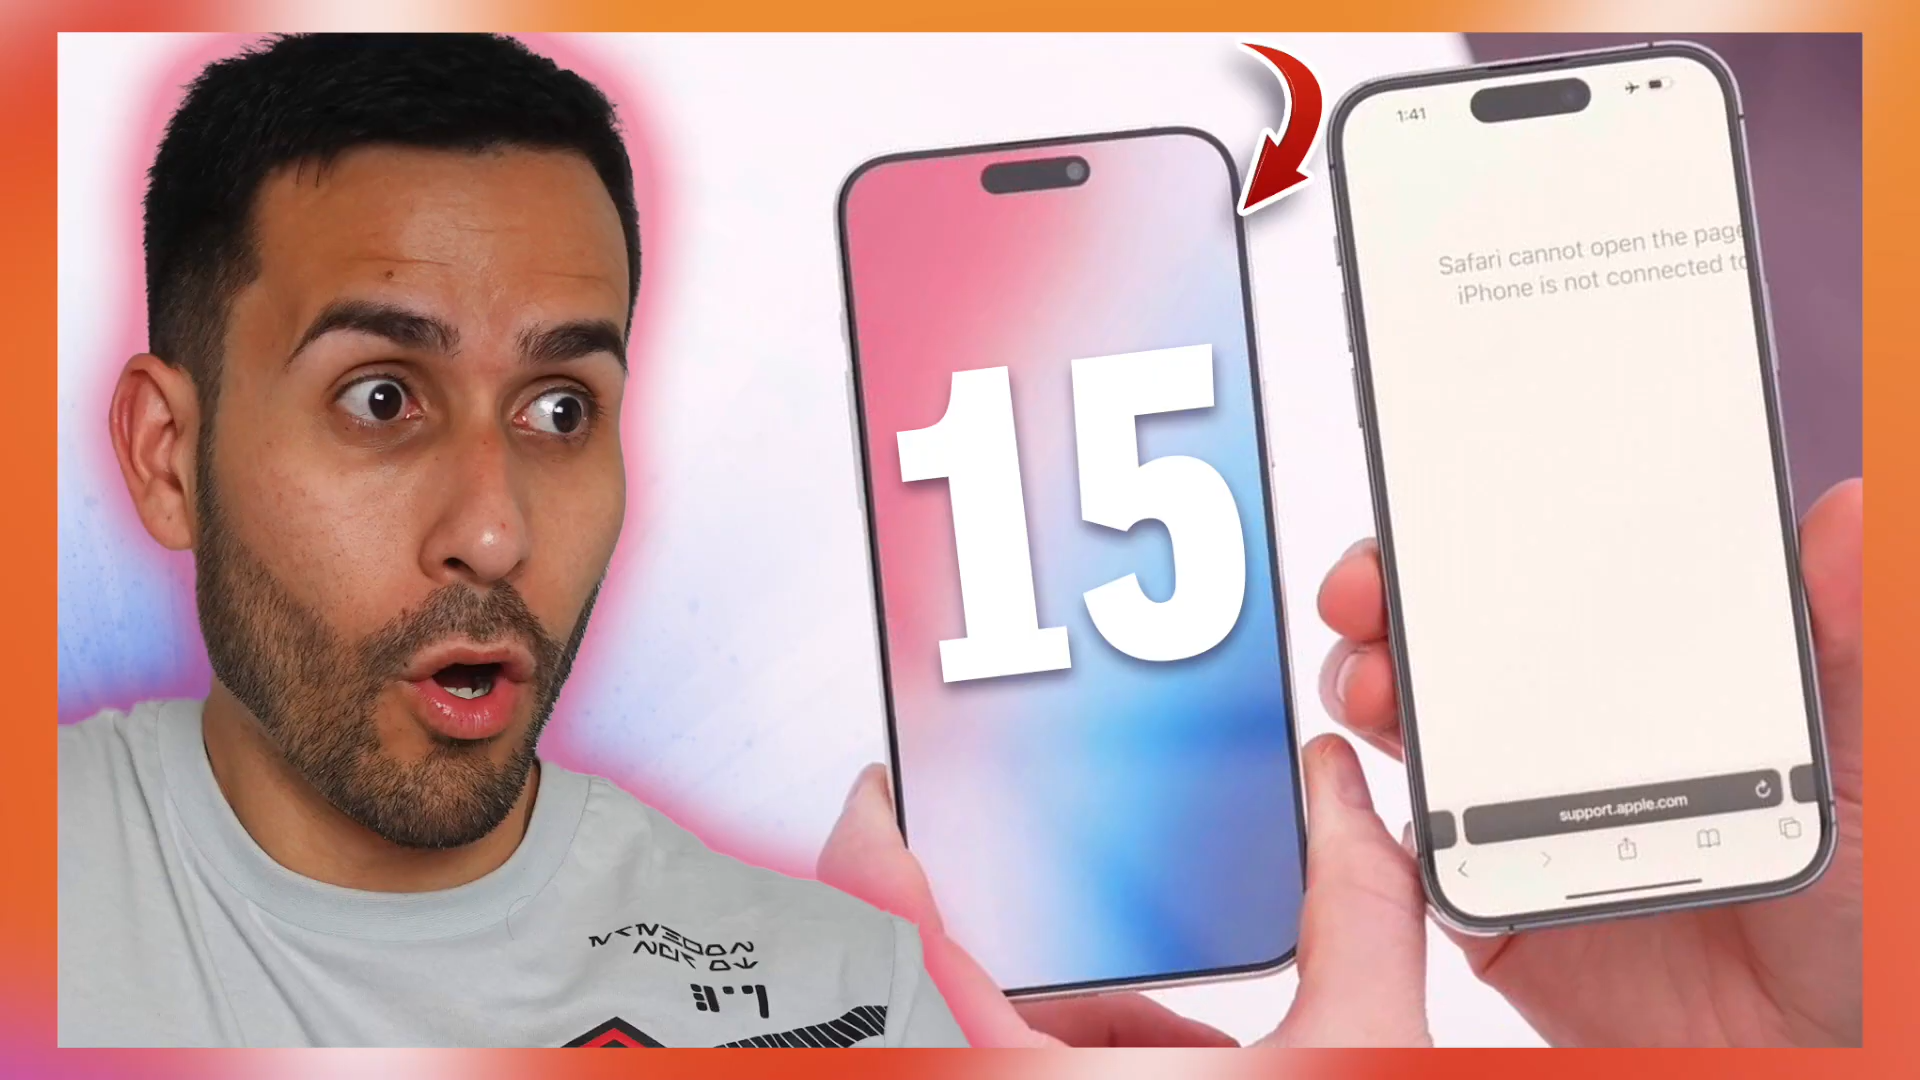 15
1:41
Safari cannot open the page
iPhone is not connected to
support.apple.com